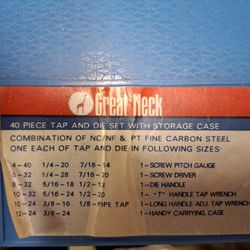 Great Neck
40 PIECE TAP AND DIE SET WITH STORAGE CASE
COMBINATION OF NC/NF & PT FINE CARBON STEEL
ONE EACH OF TAP AND DIE IN FOLLOWING SIZES:
4-40 1/4-20 7/16-14 1-SCREW PITCH GAUGE
5-32 1/4-28 7/16-20 1-SCREW DRIVER
8-32 5/16-18 1/2-13 1-DIE HANDLE
10-32 5/16-24 1/2-20 1-"T" HANDLE TAP WRENCH
10-24 3/8-16 1/8-PIPE TAP 1-LONG HANDLE ADJ. TAP WRENCH
12-24 3/8-24 1-HANDY CARRYING CASE